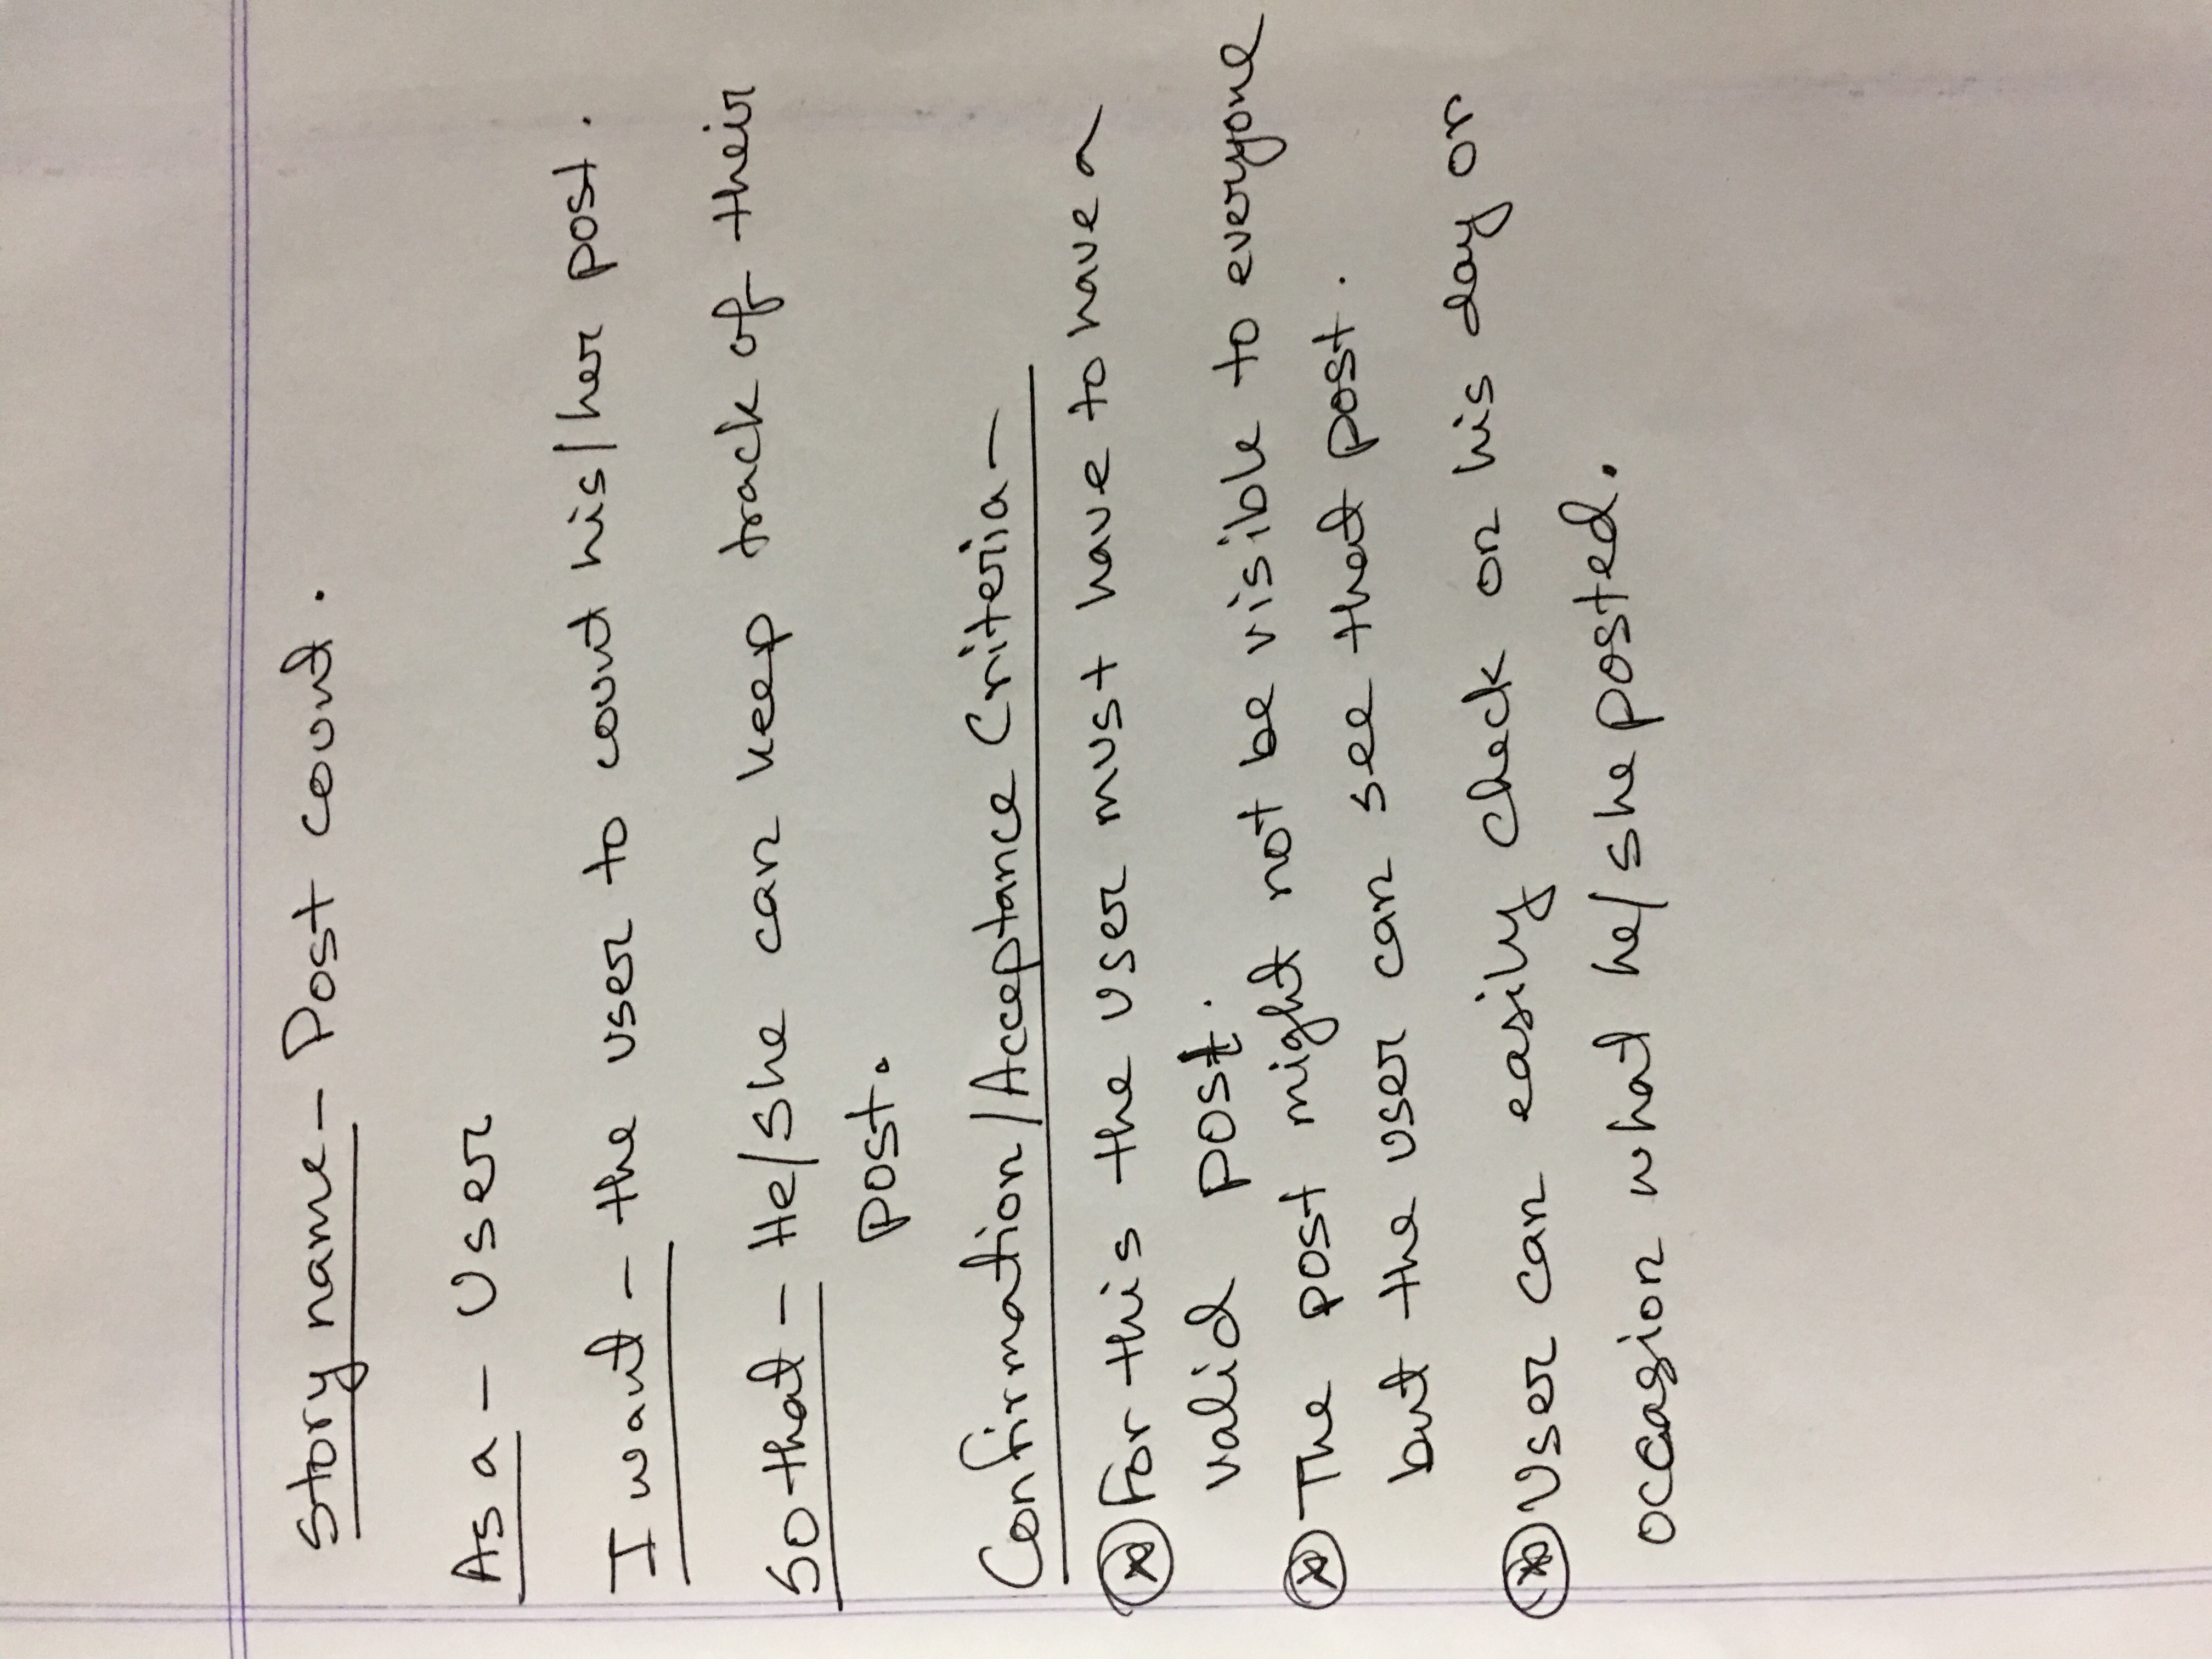 Story name - Post count.
As a - User
I want - the user to count his/her post.
So that - He/She can keep track of their
post.
Confirmation/Acceptance Criteria -
For this the user must have to have a
valid post.
The post might not be visible to everyone
but the user can see that post.
User can easily check on his day or
occasion what he/she posted.